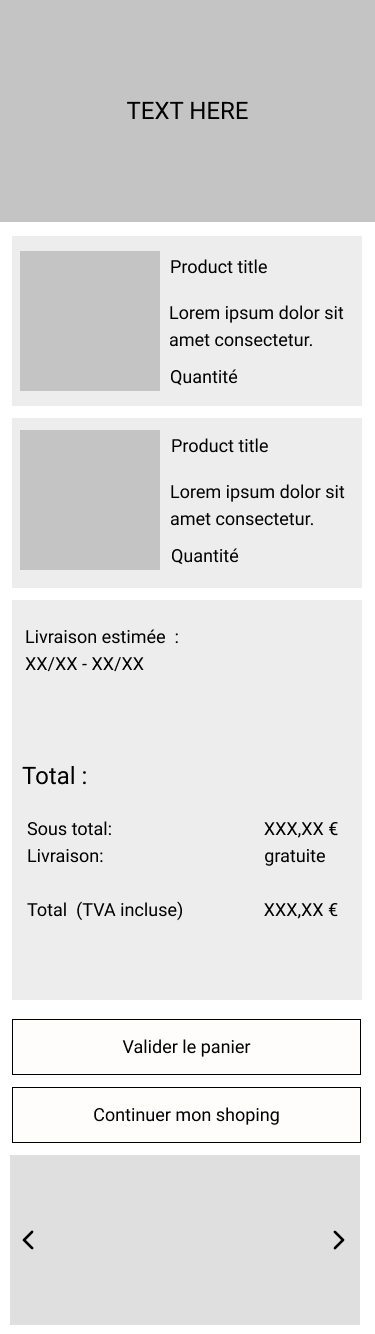 TEXT HERE
Product title
Lorem ipsum dolor sit
amet consectetur.
Quantité
Product title
Lorem ipsum dolor sit
amet consectetur.
Quantité
Livraison estimée  :
XX/XX - XX/XX
Total :
Sous total: XXX,XX €
Livraison: gratuite
Total  (TVA incluse) XXX,XX €
Valider le panier
Continuer mon shoping